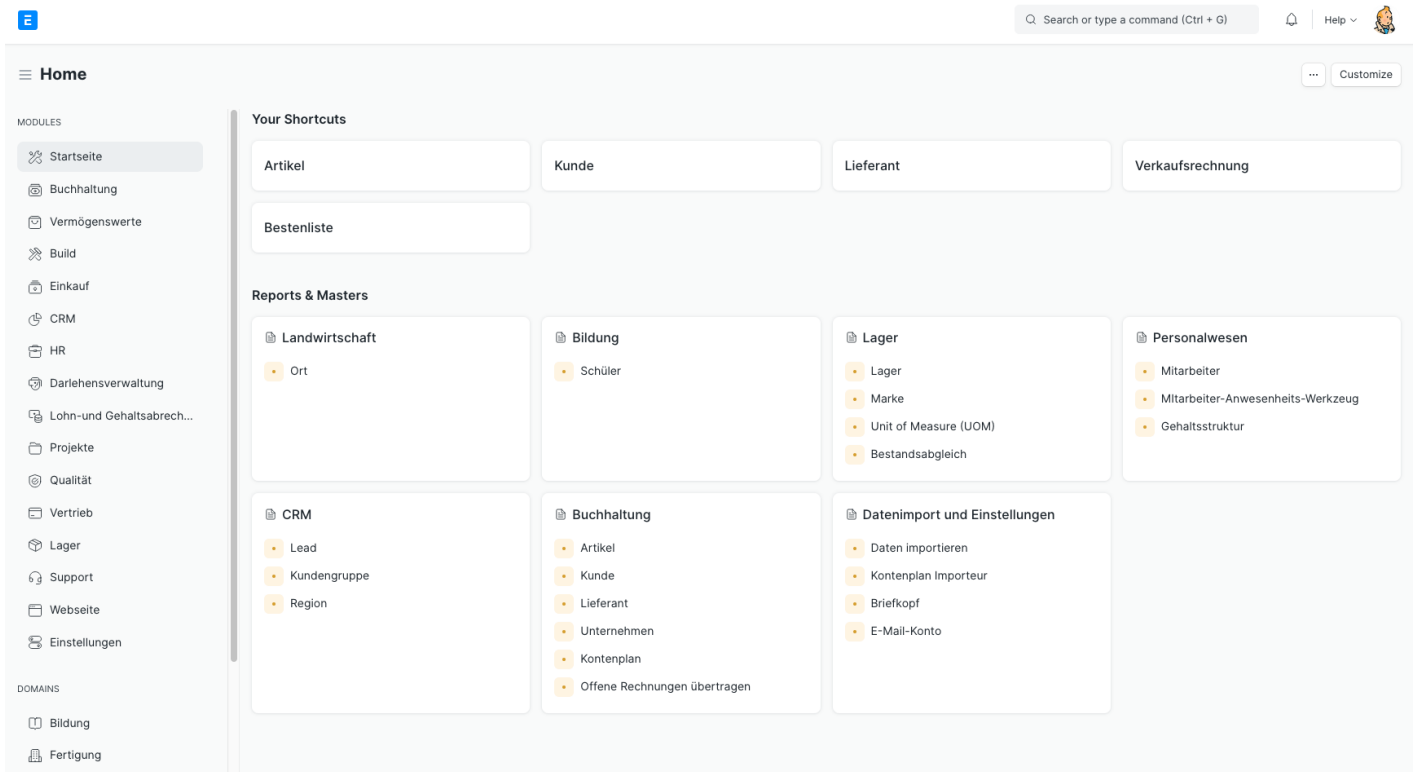 E
Search or type a command (Ctrl + G)
Help
Home
...
Customize
MODULES
Startseite
Buchhaltung
Vermögenswerte
Build
Einkauf
CRM
HR
Darlehensverwaltung
Lohn-und Gehaltsabrech...
Projekte
Qualität
Vertrieb
Lager
Support
Webseite
Einstellungen
DOMAINS
Bildung
Fertigung
Your Shortcuts
Artikel
Kunde
Lieferant
Verkaufsrechnung
Bestenliste
Reports & Masters
Landwirtschaft
Ort
Bildung
Schüler
Lager
Lager
Marke
Unit of Measure (UOM)
Bestandsabgleich
Personalwesen
Mitarbeiter
MItarbeiter-Anwesenheits-Werkzeug
Gehaltsstruktur
CRM
Lead
Kundengruppe
Region
Buchhaltung
Artikel
Kunde
Lieferant
Unternehmen
Kontenplan
Offene Rechnungen übertragen
Datenimport und Einstellungen
Daten importieren
Kontenplan Importeur
Briefkopf
E-Mail-Konto